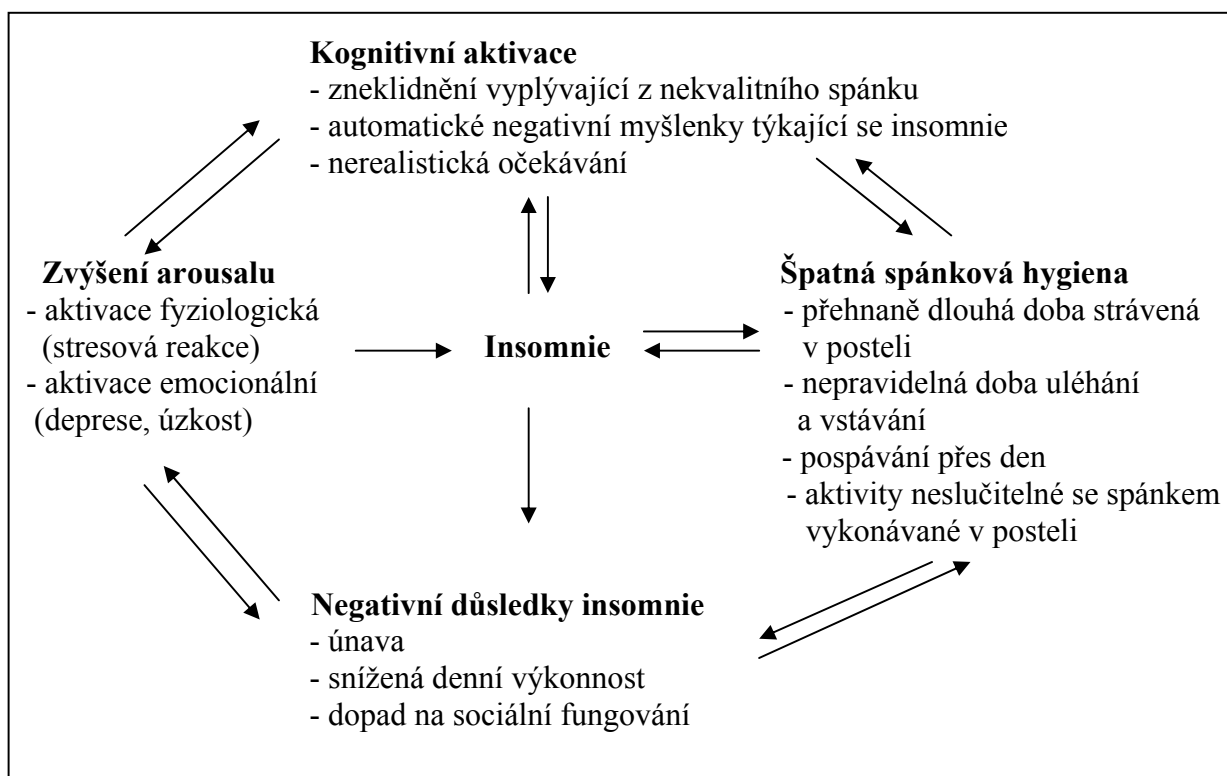 Kognitivní aktivace
- zneklidnění vyplývající z nekvalitního spánku
- automatické negativní myšlenky týkající se insomnie
- nerealistická očekávání
Zvýšení arousalu
- aktivace fyziologická
(stresová reakce)
- aktivace emocionální
(deprese, úzkost)
Insomnie
Špatná spánková hygiena
- přehnaně dlouhá doba strávená
v posteli
- nepravidelná doba uléhání
a vstávání
- pospávání přes den
- aktivity neslučitelné se spánkem
vykonávané v posteli
Negativní důsledky insomnie
- únava
- snížená denní výkonnost
- dopad na sociální fungování